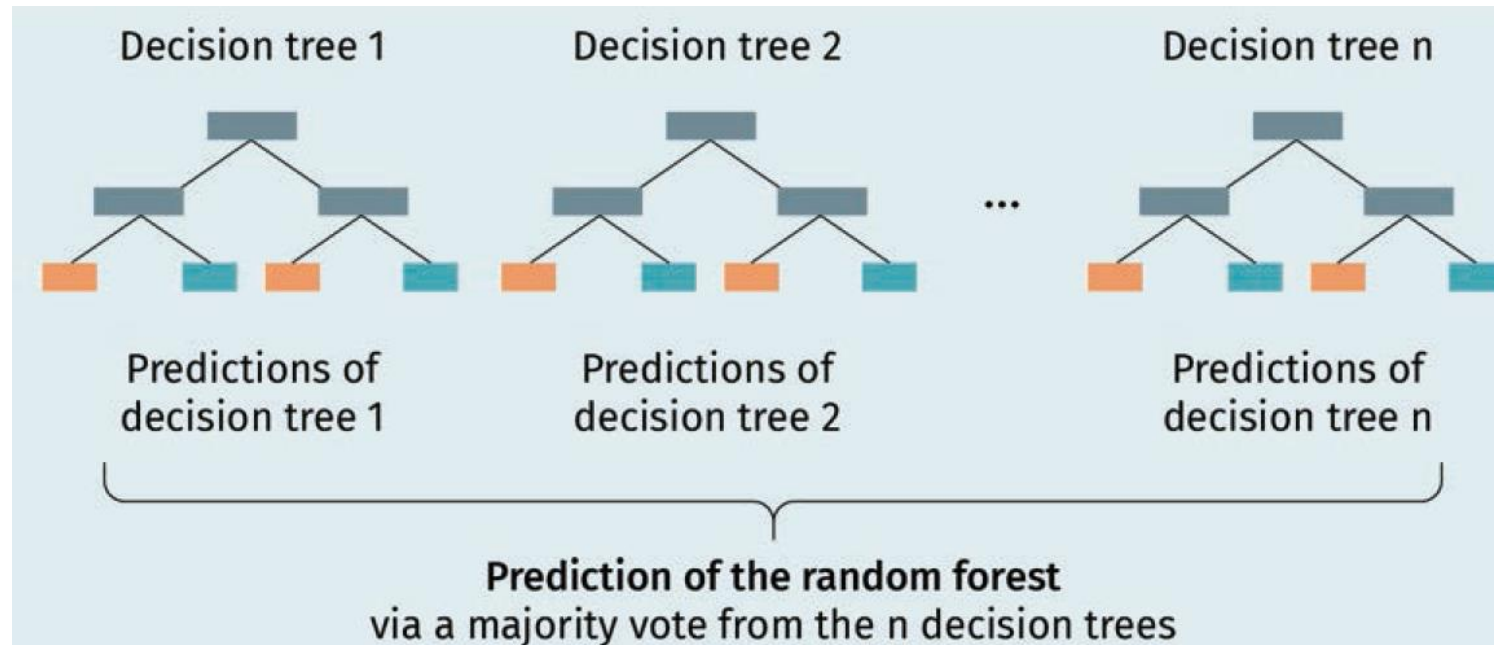 Decision tree 1
Decision tree 2
Decision tree n
...
Predictions of
decision tree 1
Predictions of
decision tree 2
Predictions of
decision tree n
Prediction of the random forest
via a majority vote from the n decision trees